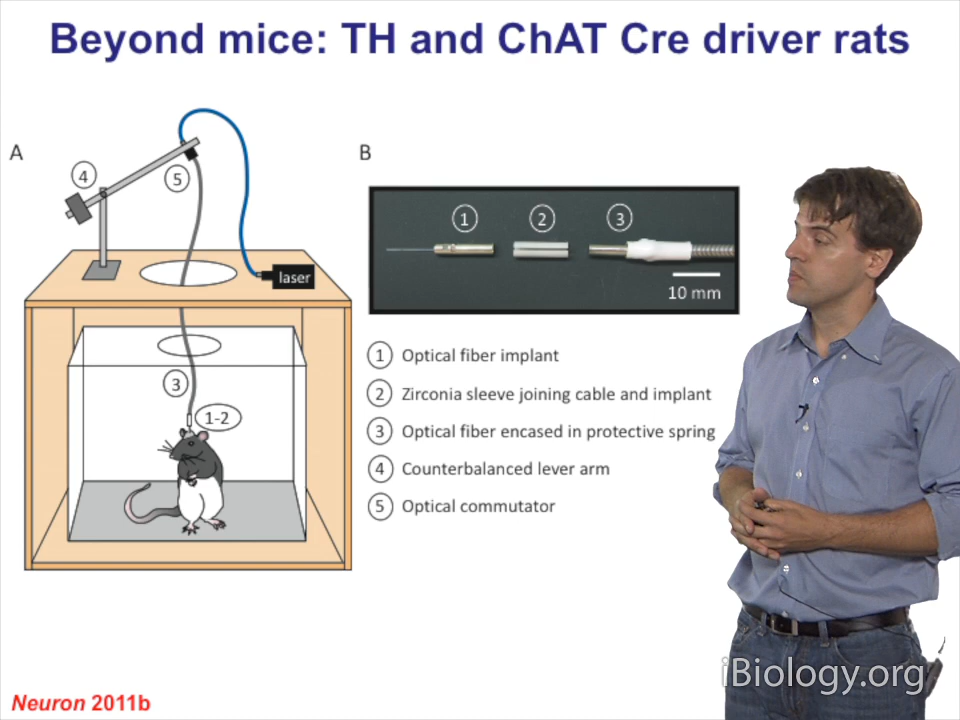 Beyond mice: TH and ChAT Cre driver rats
A
4
5
laser
3
1-2
B
1
2
3
10 mm
1 Optical fiber implant
2 Zirconia sleeve joining cable and implant
3 Optical fiber encased in protective spring
4 Counterbalanced lever arm
5 Optical commutator
iBiology.org
Neuron 2011b